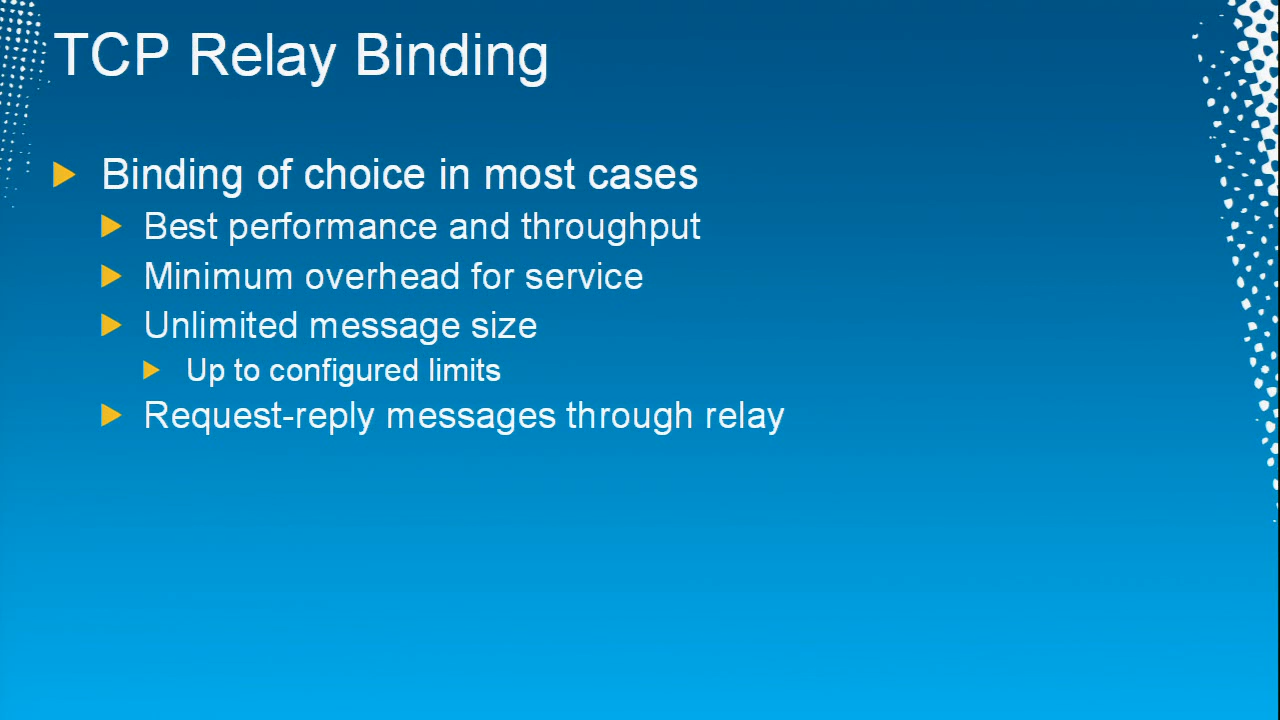 TCP Relay Binding
Binding of choice in most cases
Best performance and throughput
Minimum overhead for service
Unlimited message size
Up to configured limits
Request-reply messages through relay